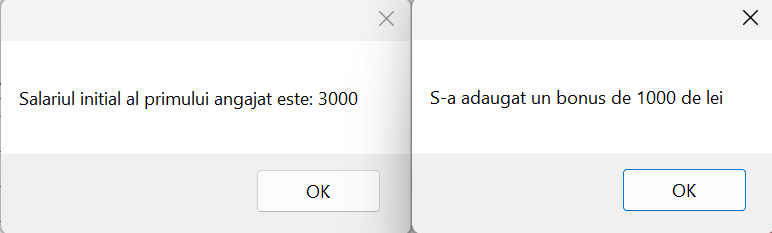 Salariul initial al primului angajat este: 3000
OK
S-a adaugat un bonus de 1000 de lei
OK